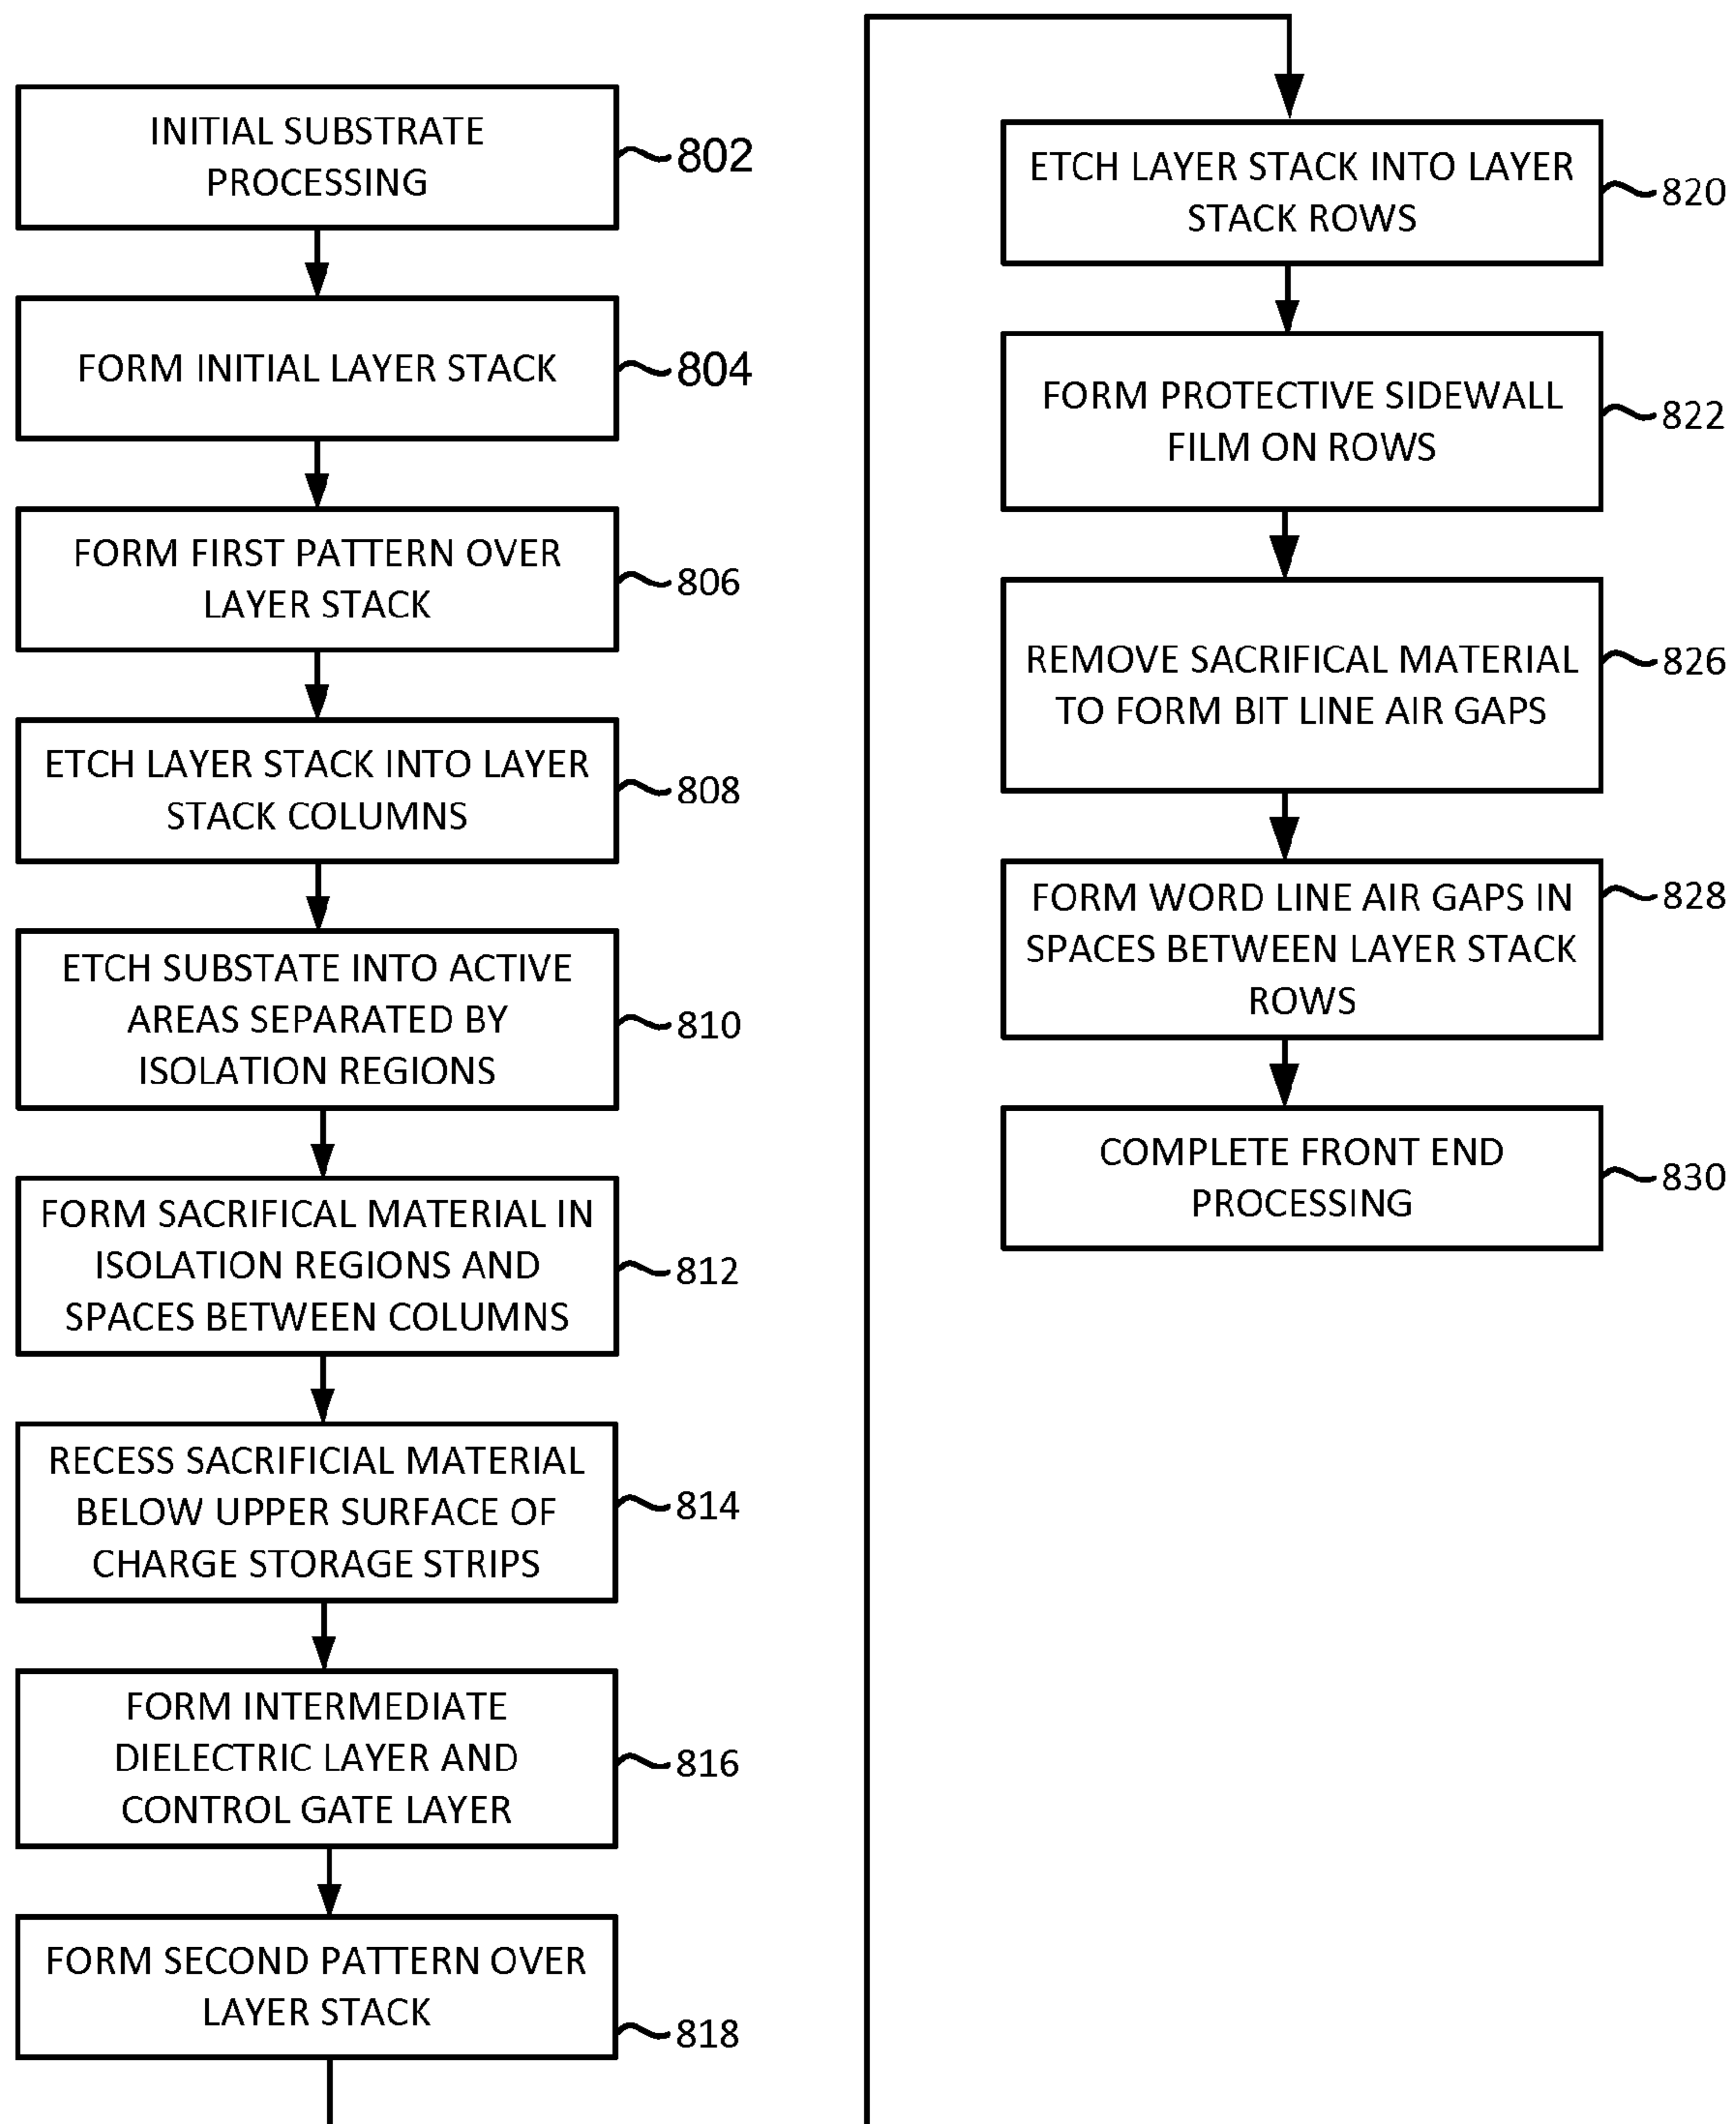 INITIAL SUBSTRATE
PROCESSING
802
FORM INITIAL LAYER STACK
804
FORM FIRST PATTERN OVER
LAYER STACK
806
ETCH LAYER STACK INTO LAYER
STACK COLUMNS
808
ETCH SUBSTATE INTO ACTIVE
AREAS SEPARATED BY
ISOLATION REGIONS
810
FORM SACRIFICAL MATERIAL IN
ISOLATION REGIONS AND
SPACES BETWEEN COLUMNS
812
RECESS SACRIFICIAL MATERIAL
BELOW UPPER SURFACE OF
CHARGE STORAGE STRIPS
814
FORM INTERMEDIATE
DIELECTRIC LAYER AND
CONTROL GATE LAYER
816
FORM SECOND PATTERN OVER
LAYER STACK
818
ETCH LAYER STACK INTO LAYER
STACK ROWS
820
FORM PROTECTIVE SIDEWALL
FILM ON ROWS
822
REMOVE SACRIFICAL MATERIAL
TO FORM BIT LINE AIR GAPS
826
FORM WORD LINE AIR GAPS IN
SPACES BETWEEN LAYER STACK
ROWS
828
COMPLETE FRONT END
PROCESSING
830